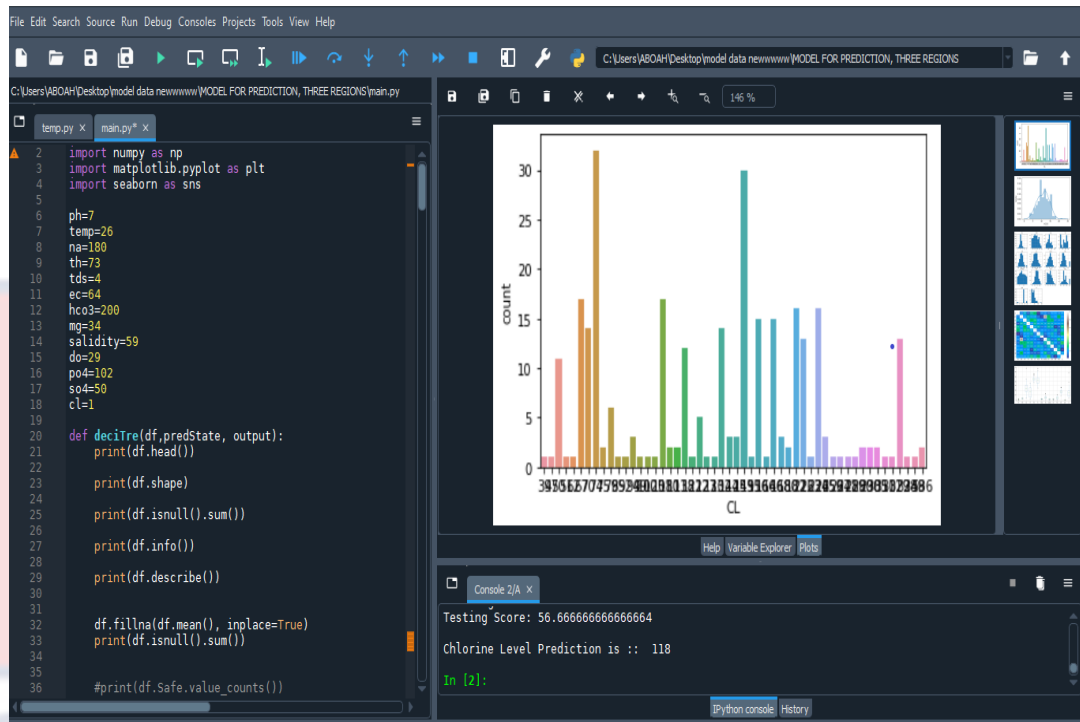 File Edit Search Source Run Debug Consoles Projects Tools View Help
C:\Users\ABOAH\Desktop\model data newwwww\MODEL FOR PREDICTION, THREE REGIONS
C:\Users\ABOAH\Desktop\model data newwwww\MODEL FOR PREDICTION, THREE REGIONS\main.py
temp.py X main.py* X
2 import numpy as np
3 import matplotlib.pyplot as plt
4 import seaborn as sns
5
6 ph=7
7 temp=26
8 na=180
9 th=73
10 tds=4
11 ec=64
12 hco3=200
13 mg=34
14 salidity=59
15 do=29
16 po4=102
17 so4=50
18 cl=1
19
20 def deciTre(df,predState, output):
21 print(df.head())
22
23 print(df.shape)
24
25 print(df.isnull().sum())
26
27 print(df.info())
28
29 print(df.describe())
30
31
32 df.fillna(df.mean(), inplace=True)
33 print(df.isnull().sum())
34
35
36 #print(df.Safe.value_counts())
146 %
30
25
20
15
10
5
0
count
CL
Help Variable Explorer Plots
Console 2/A X
Testing Score: 56.666666666666664
Chlorine Level Prediction is :: 118
In [2]:
IPython console History